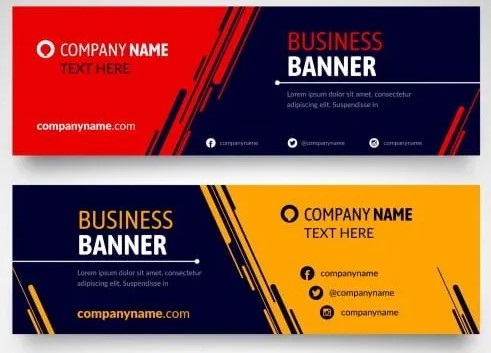 COMPANY NAME
TEXT HERE
companyname.com
BUSINESS
BANNER
Lorem ipsum dolor sit amet, consectetur
adipiscing elit. Suspendisse in
companyname
@companyname
companyname
BUSINESS
BANNER
Lorem ipsum dolor sit amet, consectetur
adipiscing elit. Suspendisse in
companyname.com
COMPANY NAME
TEXT HERE
companyname
@companyname
companyname